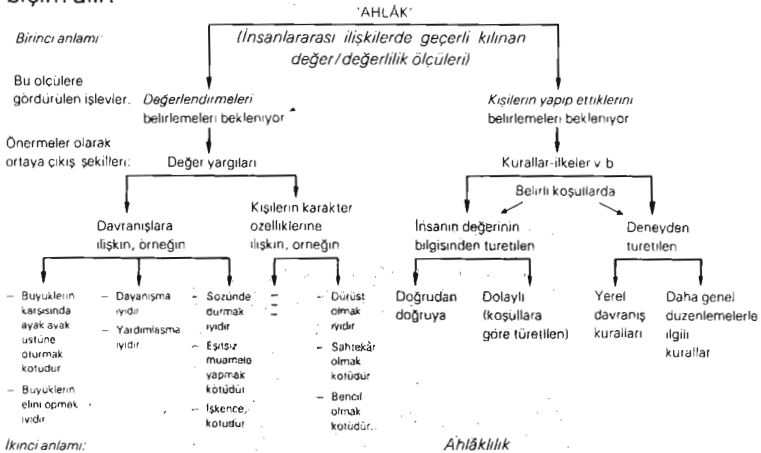 'AHLÂK'
Birinci anlamı:
(İnsanlararası ilişkilerde geçerli kılınan
değer/değerlilik ölçüleri)
Bu ölçülere
gördürülen işlevler.
Değerlendirmeleri
belirlemeleri bekleniyor
Kişilerin yapıp ettiklerini
belirlemeleri bekleniyor
Önermeler olarak
ortaya çıkış şekilleri:
Değer yargıları
Kurallar-ilkeler v b
Belirli koşullarda
Davranışlara
ilişkin, örneğin
Kişilerin karakter
özelliklerine
ilişkin, örneğin
İnsanın değerinin
bilgisinden türetilen
Deneyden
türetilen
– Büyüklerin
karşısında
ayak ayak
üstüne
oturmak
kötüdür
– Büyüklerin
elini öpmek
iyidir
– Dayanışma
iyidir
– Yardımlaşma
iyidir
– Sözünde
durmak
iyidir
– Eşitsiz
muamele
yapmak
kötüdür
– İşkence,
kötüdür
–
–
–
– Dürüst
olmak
iyidir
– Sahtekâr
olmak
kötüdür
– Bencil
olmak
kötüdür..
Doğrudan
doğruya
Dolaylı
(koşullara
göre türetilen)
Yerel
davranış
kuralları
Daha genel
düzenlemelerle
ilgili
kurallar
İkinci anlamı:
Ahlâklılık